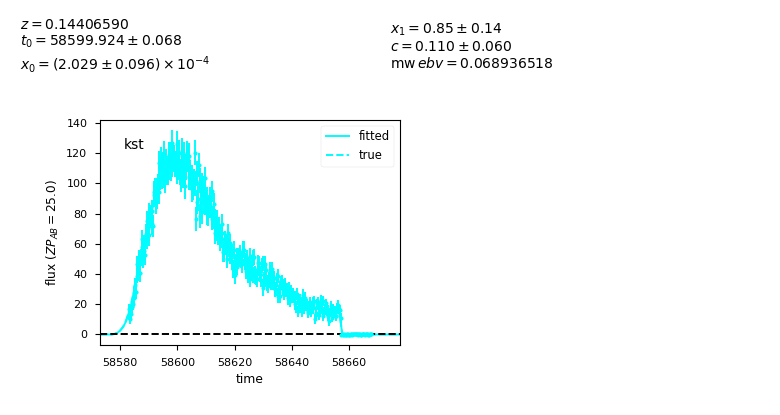 z = 0.14406590
t₀ = 58599.924 ± 0.068
x₀ = (2.029 ± 0.096) × 10⁻⁴
x₁ = 0.85 ± 0.14
c = 0.110 ± 0.060
mw ebv = 0.068936518
kst
fitted
true
140
120
100
80
60
40
20
0
flux (ZP_AB = 25.0)
58580 58600 58620 58640 58660
time